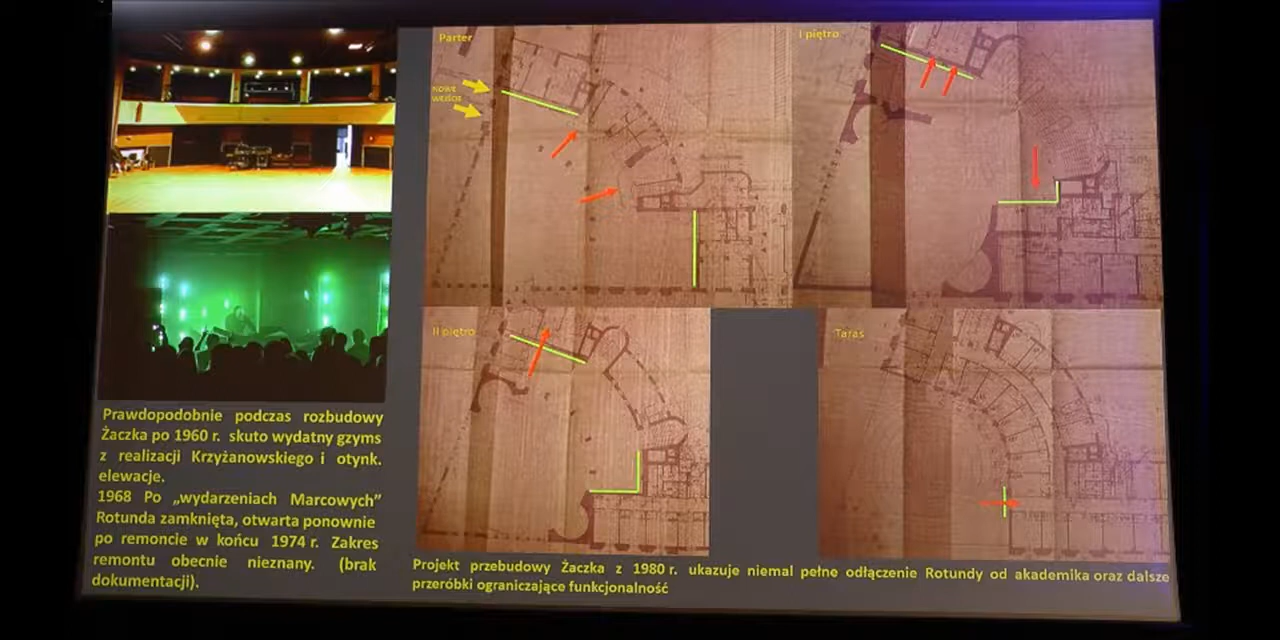 Parter
NOWE
WEJŚCIE
I piętro
II piętro
Taras
Prawdopodobnie podczas rozbudowy
Żaczka po 1960 r. skuto wydatny gzyms
z realizacji Krzyżanowskiego i otynk.
elewacje.
1968 Po „wydarzeniach Marcowych”
Rotunda zamknięta, otwarta ponownie
po remoncie w końcu 1974 r. Zakres
remontu obecnie nieznany. (brak
dokumentacji).
Projekt przebudowy Żaczka z 1980 r. ukazuje niemal pełne odłączenie Rotundy od akademika oraz dalsze
przeróbki ograniczające funkcjonalność